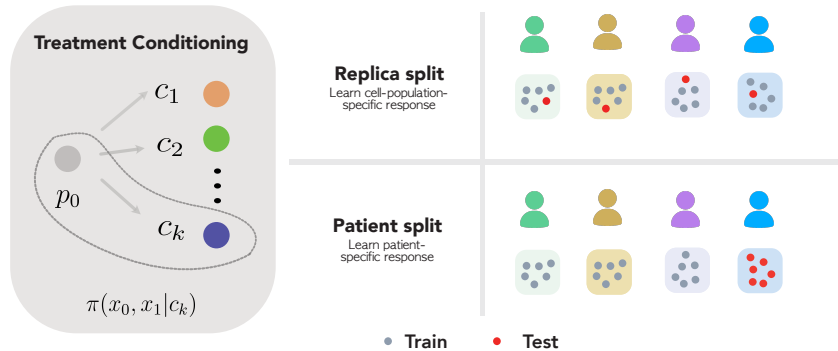 Treatment Conditioning
c₁
c₂
p₀
cₖ
π(x₀, x₁|cₖ)
Replica split
Learn cell-population-
specific response
Patient split
Learn patient-
specific response
Train
Test